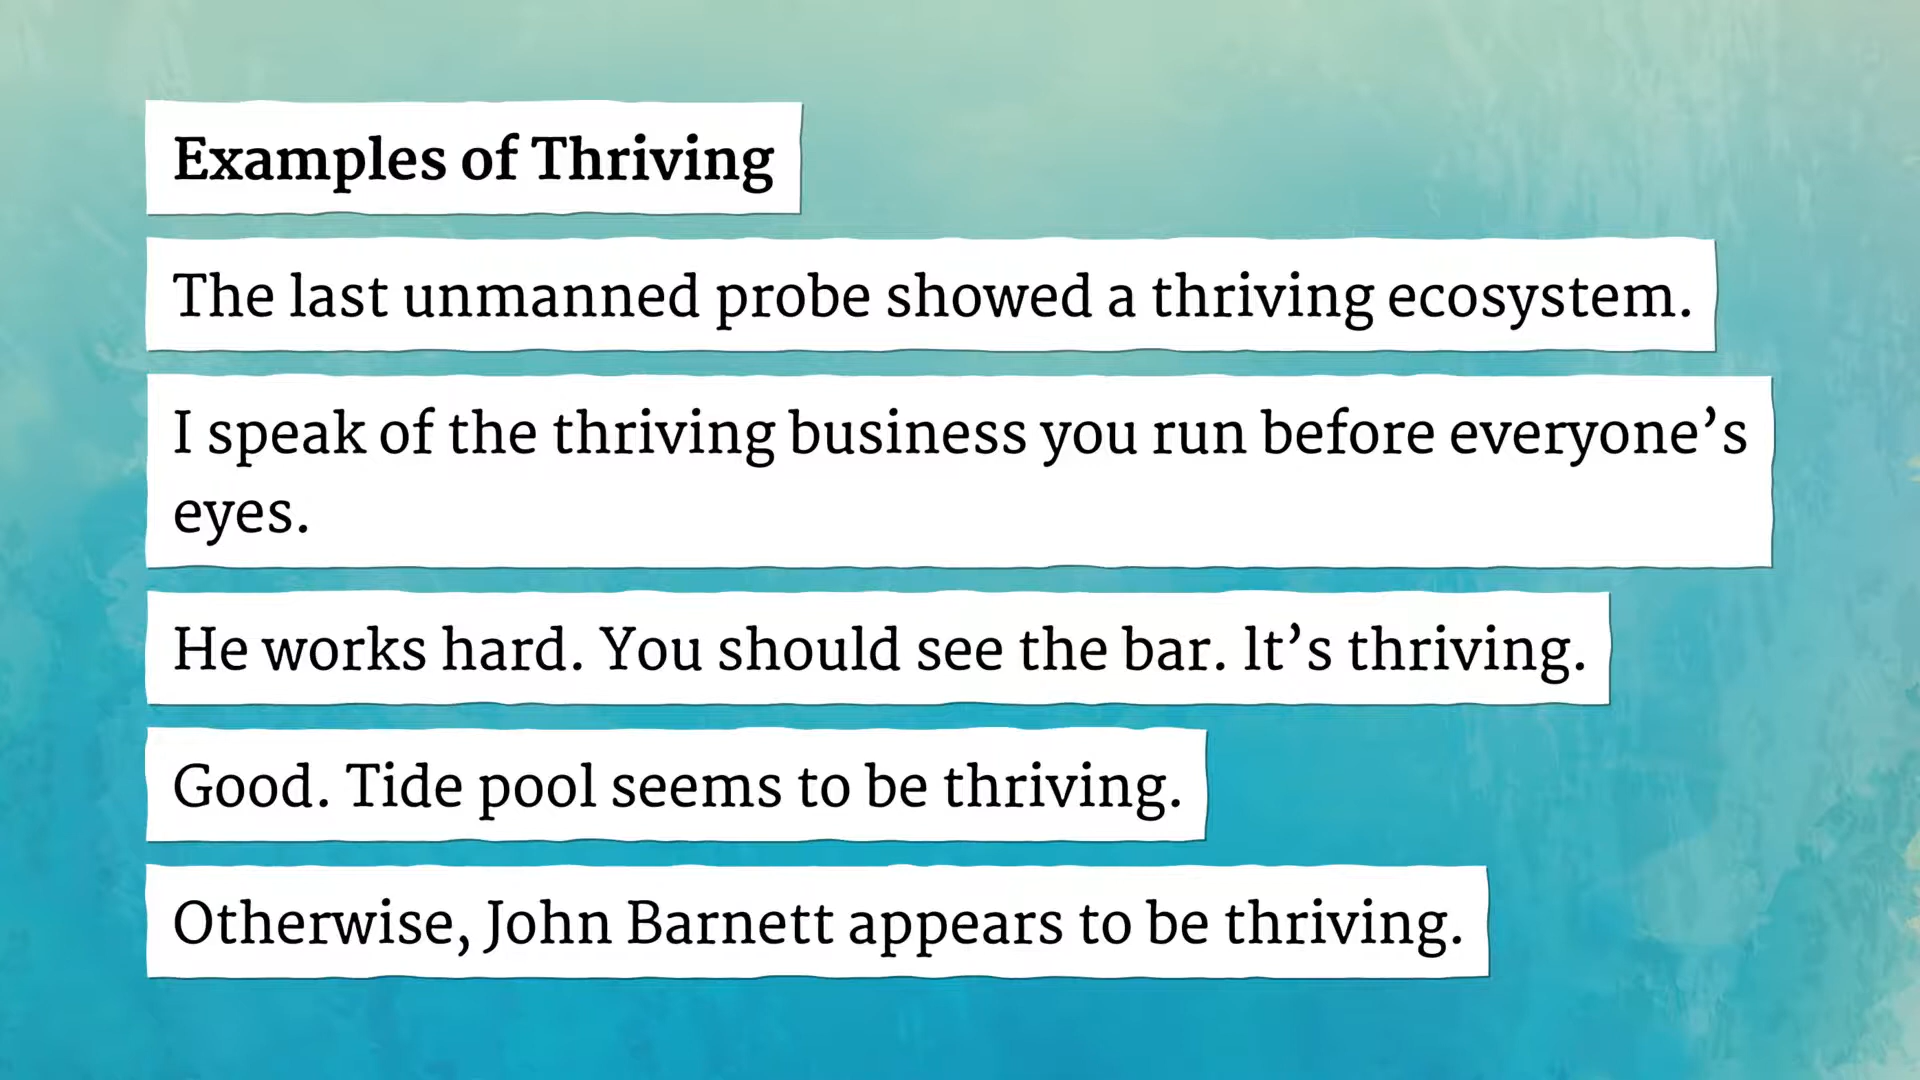 Examples of Thriving
The last unmanned probe showed a thriving ecosystem.
I speak of the thriving business you run before everyone’s
eyes.
He works hard. You should see the bar. It’s thriving.
Good. Tide pool seems to be thriving.
Otherwise, John Barnett appears to be thriving.